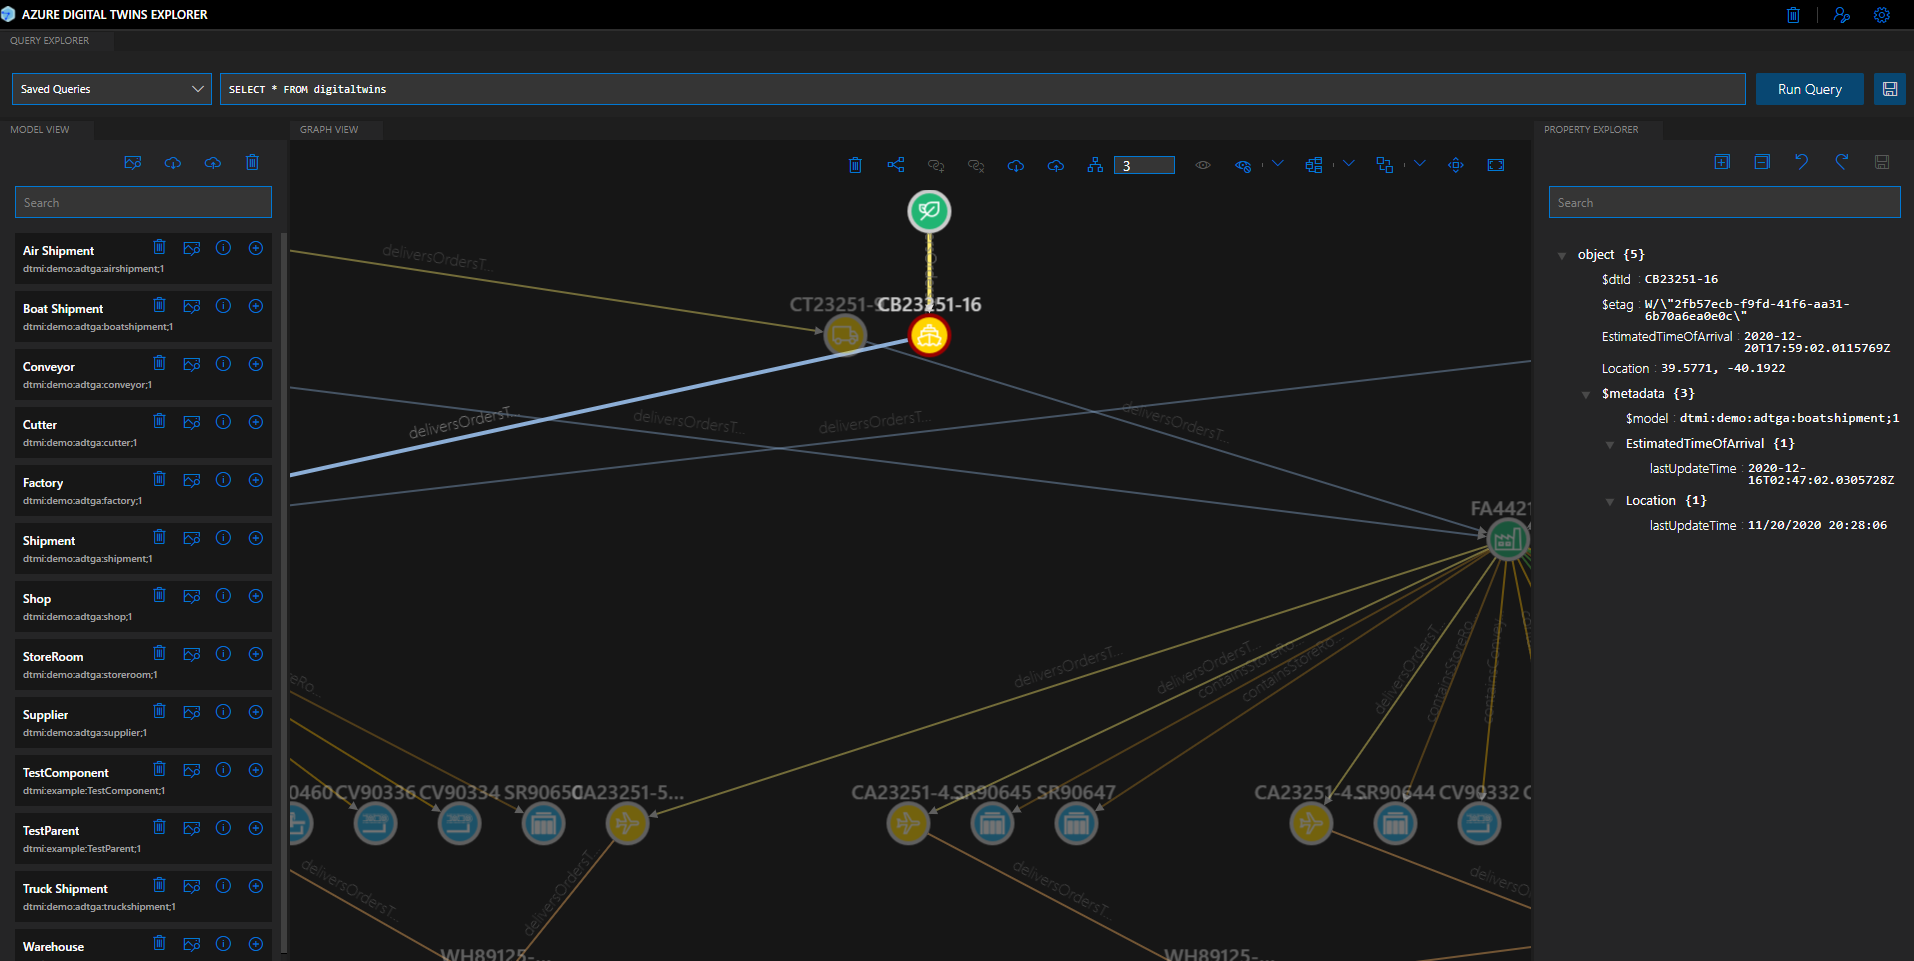 AZURE DIGITAL TWINS EXPLORER
QUERY EXPLORER
Saved Queries
SELECT * FROM digitaltwins
Run Query
MODEL VIEW
Search
Air Shipment
dtmi:demo:adtga:airshipment;1
Boat Shipment
dtmi:demo:adtga:boatshipment;1
Conveyor
dtmi:demo:adtga:conveyor;1
Cutter
dtmi:demo:adtga:cutter;1
Factory
dtmi:demo:adtga:factory;1
Shipment
dtmi:demo:adtga:shipment;1
Shop
dtmi:demo:adtga:shop;1
StoreRoom
dtmi:demo:adtga:storeroom;1
Supplier
dtmi:demo:adtga:supplier;1
TestComponent
dtmi:example:TestComponent;1
TestParent
dtmi:example:TestParent;1
Truck Shipment
dtmi:demo:adtga:truckshipment;1
Warehouse
GRAPH VIEW
3
deliversOrdersT...
CT23251-
CB23251-16
deliversOrdersT...
deliversOrdersT...
deliversOrdersT...
deliversOrdersT...
FA4421
deliversOrdersT...
deliversOrdersT...
containsStoreRo...
containsStoreRo...
deliversOrdersT...
containsStoreRo...
containsConvey...
reRo...
0460
CV90336
CV90334
SR90650
CA23251-5...
CA23251-4...
SR90645
SR90647
CA23251-4...
SR90644
CV90332
deliversOrdersT...
deliversOrdersT...
deliversOrdersT...
deliversOrders
WH89125-...
WH89125-...
PROPERTY EXPLORER
Search
object {5}
$dtId : CB23251-16
$etag : W/\"2fb57ecb-f9fd-41f6-aa31-
6b70a6ea0e0c\"
EstimatedTimeOfArrival : 2020-12-
20T17:59:02.0115769Z
Location : 39.5771, -40.1922
$metadata {3}
$model : dtmi:demo:adtga:boatshipment;1
EstimatedTimeOfArrival {1}
lastUpdateTime : 2020-12-
16T02:47:02.0305728Z
Location {1}
lastUpdateTime : 11/20/2020 20:28:06